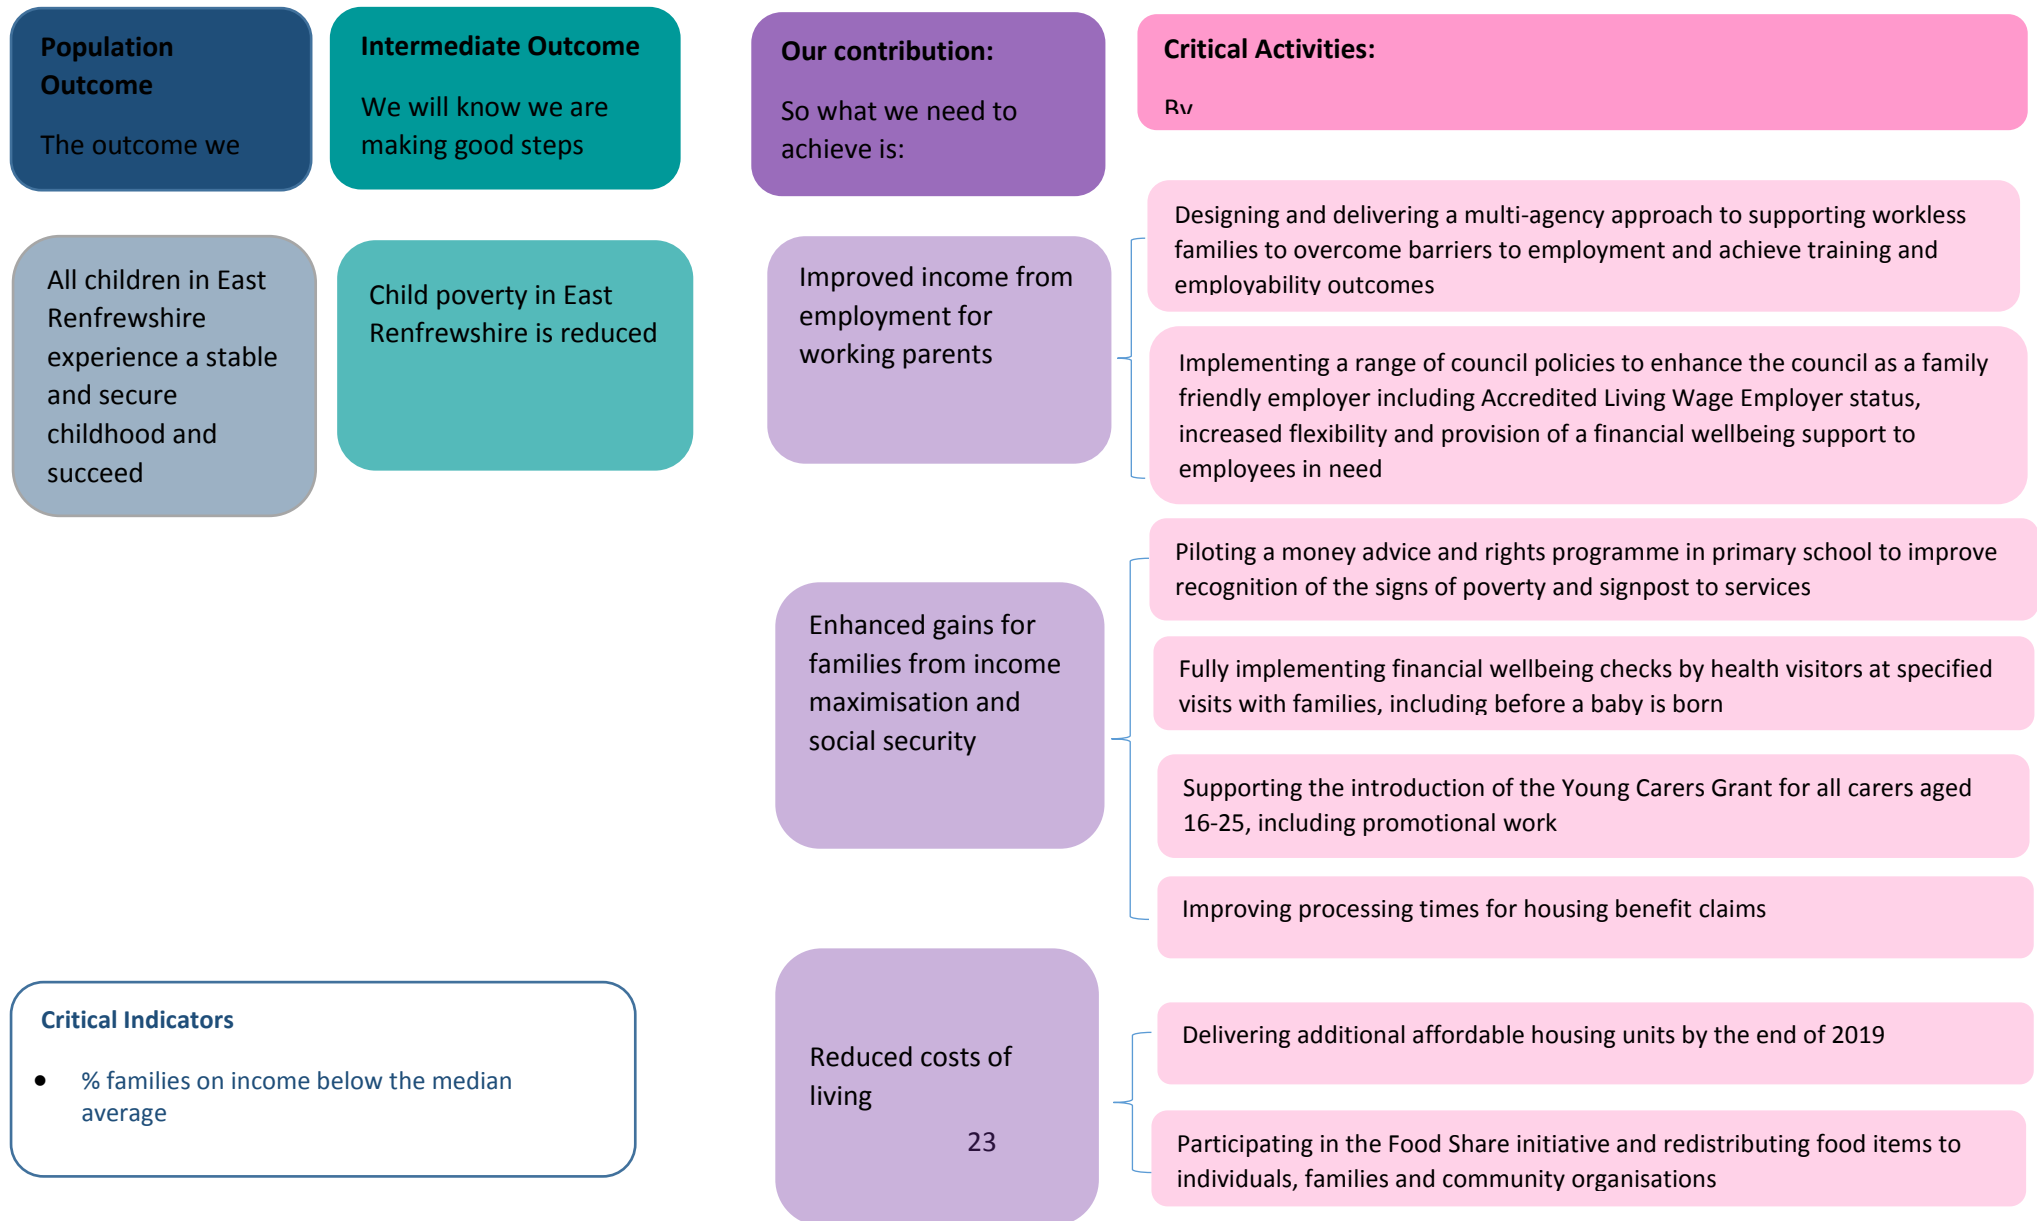 Population
Outcome
The outcome we
Intermediate Outcome
We will know we are
making good steps
Our contribution:
So what we need to
achieve is:
Critical Activities:
By
All children in East
Renfrewshire
experience a stable
and secure
childhood and
succeed
Child poverty in East
Renfrewshire is reduced
Improved income from
employment for
working parents
Designing and delivering a multi-agency approach to supporting workless
families to overcome barriers to employment and achieve training and
employability outcomes
Implementing a range of council policies to enhance the council as a family
friendly employer including Accredited Living Wage Employer status,
increased flexibility and provision of a financial wellbeing support to
employees in need
Enhanced gains for
families from income
maximisation and
social security
Piloting a money advice and rights programme in primary school to improve
recognition of the signs of poverty and signpost to services
Fully implementing financial wellbeing checks by health visitors at specified
visits with families, including before a baby is born
Supporting the introduction of the Young Carers Grant for all carers aged
16-25, including promotional work
Improving processing times for housing benefit claims
Critical Indicators
• % families on income below the median
average
Reduced costs of
living
Delivering additional affordable housing units by the end of 2019
Participating in the Food Share initiative and redistributing food items to
individuals, families and community organisations
23